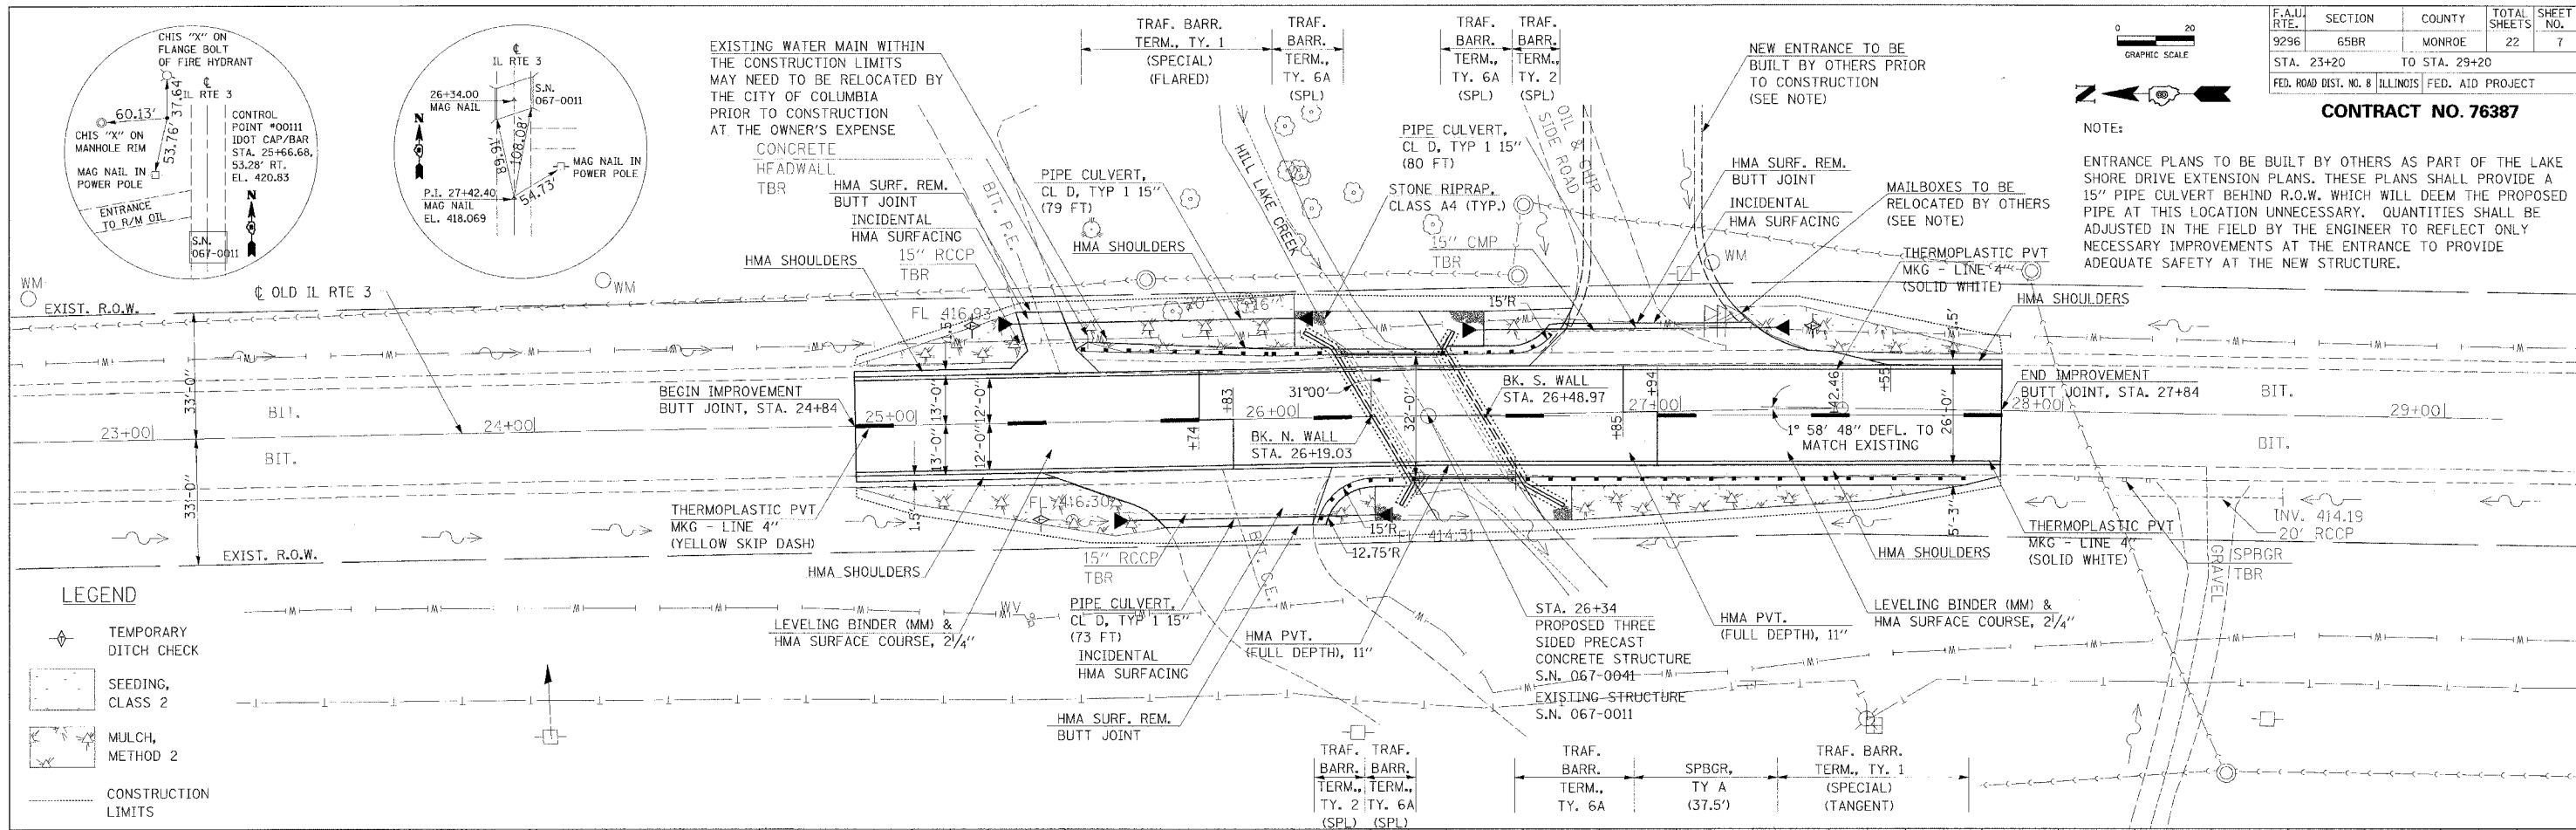 CHIS "X" ON
FLANGE BOLT
OF FIRE HYDRANT
℄
IL RTE 3
60.13'
37.64'
53.76'
CHIS "X" ON
MANHOLE RIM
MAG NAIL IN
POWER POLE
CONTROL
POINT #00111
IDOT CAP/BAR
STA. 25+66.68,
53.28' RT.
EL. 420.83
ENTRANCE
TO R/M OIL
N
S.N.
067-0011
℄
IL RTE 3
26+34.00
MAG NAIL
S.N.
067-0011
N
89.91'
108.08'
54.73'
MAG NAIL IN
POWER POLE
P.I. 27+42.40
MAG NAIL
EL. 418.069
EXISTING WATER MAIN WITHIN
THE CONSTRUCTION LIMITS
MAY NEED TO BE RELOCATED BY
THE CITY OF COLUMBIA
PRIOR TO CONSTRUCTION
AT THE OWNER'S EXPENSE
CONCRETE
HEADWALL
TBR
HMA SURF. REM.
BUTT JOINT
INCIDENTAL
HMA SURFACING
15" RCCP
TBR
HMA SHOULDERS
BIT. P.E.
TRAF. BARR.
TERM., TY. 1
(SPECIAL)
(FLARED)
TRAF.
BARR.
TERM.,
TY. 6A
(SPL)
TRAF.
BARR.
TERM.,
TY. 6A
(SPL)
TRAF.
BARR.
TERM.,
TY. 2
(SPL)
PIPE CULVERT,
CL D, TYP 1 15"
(79 FT)
HMA SHOULDERS
HILL LAKE CREEK
PIPE CULVERT,
CL D, TYP 1 15"
(80 FT)
STONE RIPRAP,
CLASS A4 (TYP.)
15" CMP
TBR
OIL & CHIP
SIDE ROAD
NEW ENTRANCE TO BE
BUILT BY OTHERS PRIOR
TO CONSTRUCTION
(SEE NOTE)
HMA SURF. REM.
BUTT JOINT
INCIDENTAL
HMA SURFACING
MAILBOXES TO BE
RELOCATED BY OTHERS
(SEE NOTE)
THERMOPLASTIC PVT
MKG - LINE 4"
(SOLID WHITE)
HMA SHOULDERS
0 20
GRAPHIC SCALE
N
F.A.U. RTE. SECTION COUNTY TOTAL SHEETS SHEET NO.
9296 65BR MONROE 22 7
STA. 23+20 TO STA. 29+20
FED. ROAD DIST. NO. 8 ILLINOIS FED. AID PROJECT
CONTRACT NO. 76387
NOTE:
ENTRANCE PLANS TO BE BUILT BY OTHERS AS PART OF THE LAKE
SHORE DRIVE EXTENSION PLANS. THESE PLANS SHALL PROVIDE A
15" PIPE CULVERT BEHIND R.O.W. WHICH WILL DEEM THE PROPOSED
PIPE AT THIS LOCATION UNNECESSARY. QUANTITIES SHALL BE
ADJUSTED IN THE FIELD BY THE ENGINEER TO REFLECT ONLY
NECESSARY IMPROVEMENTS AT THE ENTRANCE TO PROVIDE
ADEQUATE SAFETY AT THE NEW STRUCTURE.
WM
WM
WM
EXIST. R.O.W.
℄ OLD IL RTE 3
FL 416.93
15'R
33'-0"
33'-0"
BIT.
BIT.
23+00
24+00
25+00
26+00
27+00
28+00
29+00
BEGIN IMPROVEMENT
BUTT JOINT, STA. 24+84
13'-0"
12'-0"
13'-0"
12'-0"
+74
+83
31°00'
BK. N. WALL
STA. 26+19.03
32'-0"
BK. S. WALL
STA. 26+48.97
+94
+85
+42.46
+55
1° 58' 48" DEFL. TO
MATCH EXISTING
26'-0"
END IMPROVEMENT
BUTT JOINT, STA. 27+84
BIT.
BIT.
1.5'
5'-3"
THERMOPLASTIC PVT
MKG - LINE 4"
(YELLOW SKIP DASH)
EXIST. R.O.W.
FL 416.30
HMA SHOULDERS
15" RCCP
TBR
15'R
12.75'R
FL 414.31
BIT. C.E.
HMA SHOULDERS
THERMOPLASTIC PVT
MKG - LINE 4"
(SOLID WHITE)
INV. 414.19
20' RCCP
SPBGR
TBR
GRAVEL
LEGEND
TEMPORARY
DITCH CHECK
SEEDING,
CLASS 2
MULCH,
METHOD 2
CONSTRUCTION
LIMITS
WV
LEVELING BINDER (MM) &
HMA SURFACE COURSE, 2 1/4"
PIPE CULVERT,
CL D, TYP 1 15"
(73 FT)
INCIDENTAL
HMA SURFACING
HMA SURF. REM.
BUTT JOINT
HMA PVT.
(FULL DEPTH), 11"
STA. 26+34
PROPOSED THREE
SIDED PRECAST
CONCRETE STRUCTURE
S.N. 067-0041
EXISTING STRUCTURE
S.N. 067-0011
HMA PVT.
(FULL DEPTH), 11"
LEVELING BINDER (MM) &
HMA SURFACE COURSE, 2 1/4"
TRAF.
BARR.
TERM.,
TY. 2
(SPL)
TRAF.
BARR.
TERM.,
TY. 6A
(SPL)
TRAF.
BARR.
TERM.,
TY. 6A
SPBGR,
TY A
(37.5')
TRAF. BARR.
TERM., TY. 1
(SPECIAL)
(TANGENT)